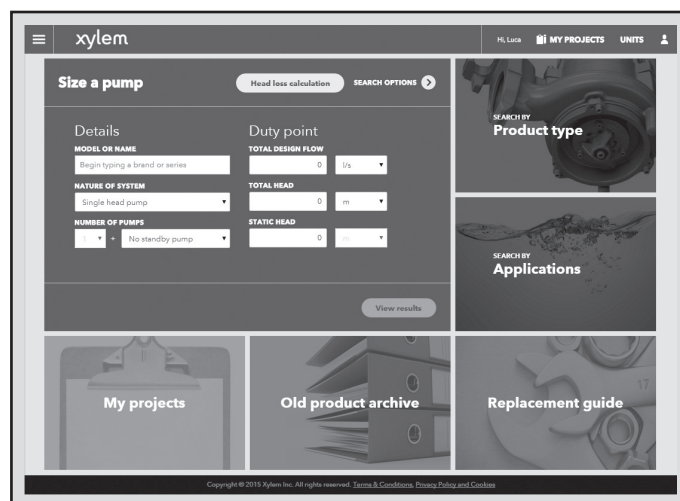 xylem
Hi, Luca
MY PROJECTS
UNITS
Size a pump
Head loss calculation
SEARCH OPTIONS
Details
MODEL OR NAME
Begin typing a brand or series
NATURE OF SYSTEM
Single head pump
NUMBER OF PUMPS
+ No standby pump
Duty point
TOTAL DESIGN FLOW
0 l/s
TOTAL HEAD
0 m
STATIC HEAD
0 m
View results
SEARCH BY
Product type
SEARCH BY
Applications
My projects
Old product archive
Replacement guide
17
Copyright © 2015 Xylem Inc. All rights reserved. Terms & Conditions, Privacy Policy and Cookies